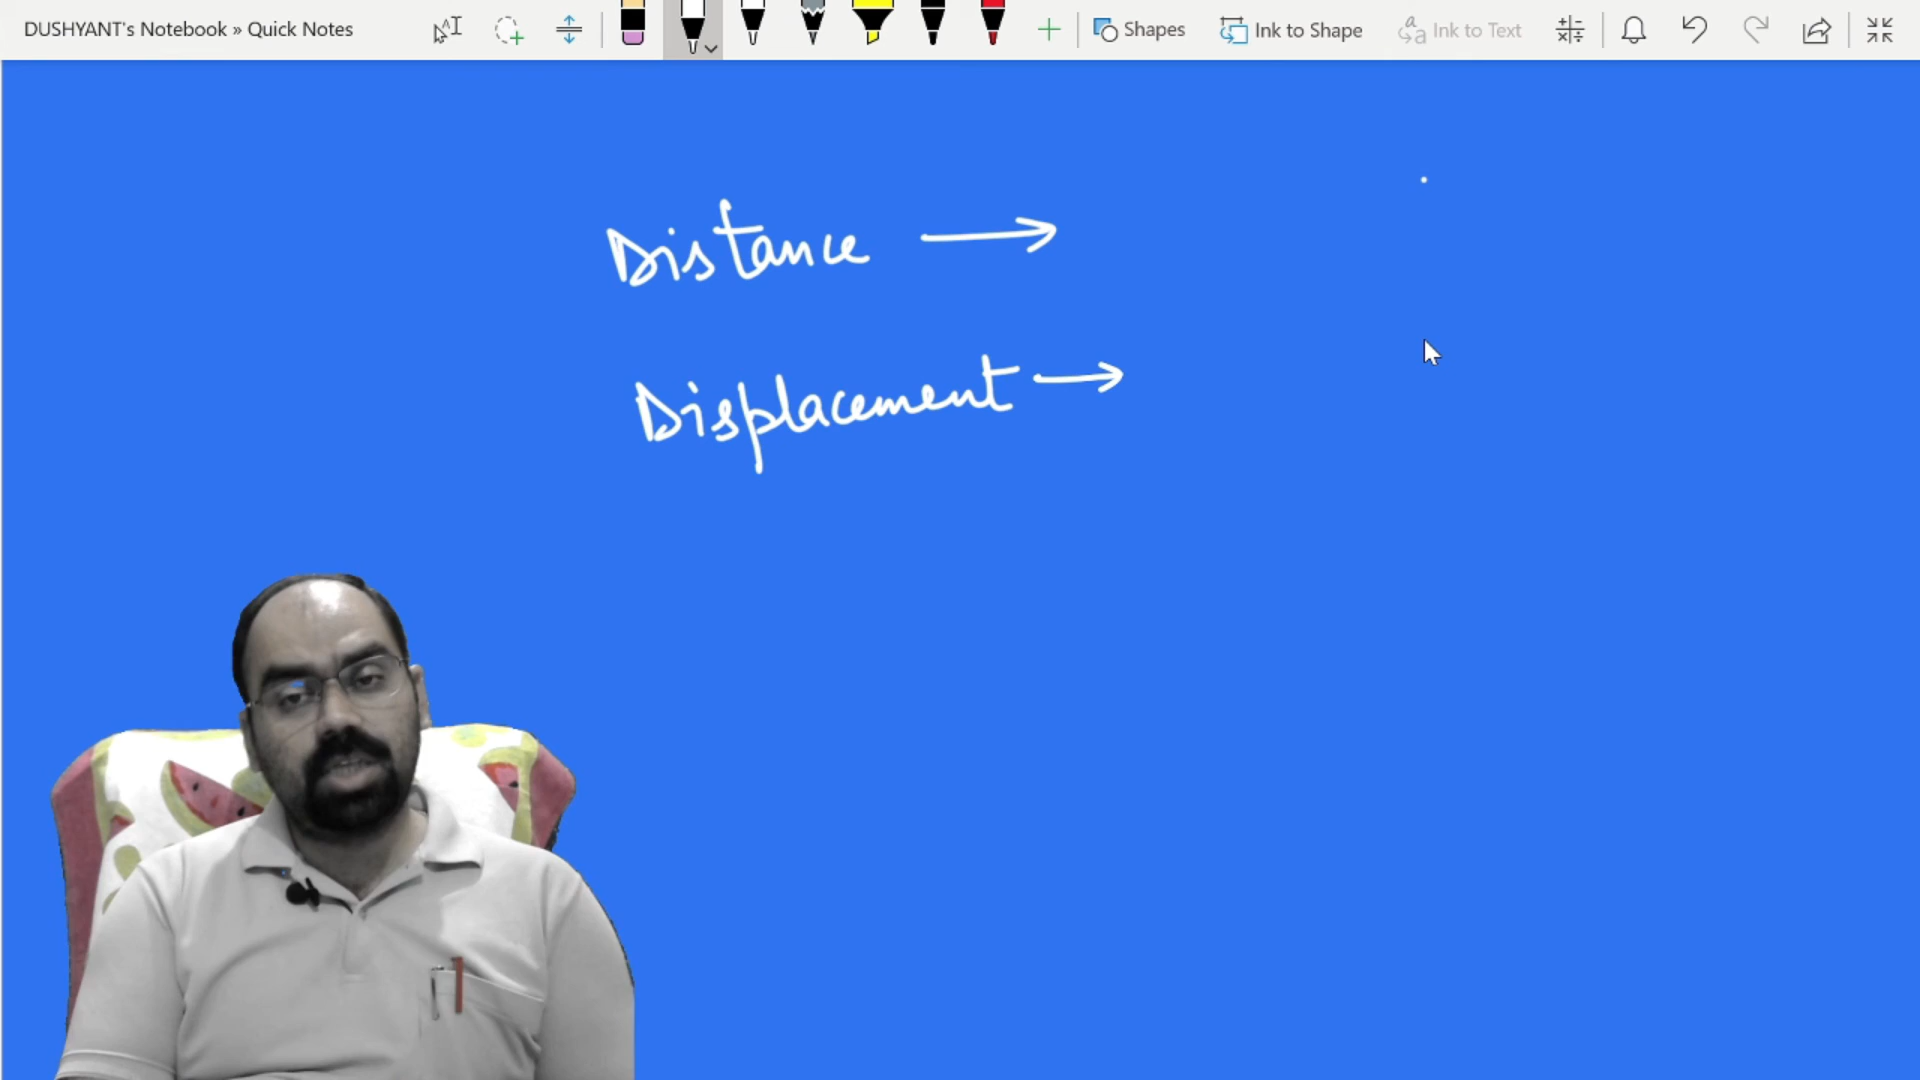 DUSHYANT's Notebook » Quick Notes
Shapes
Ink to Shape
Ink to Text
Distance →
Displacement →